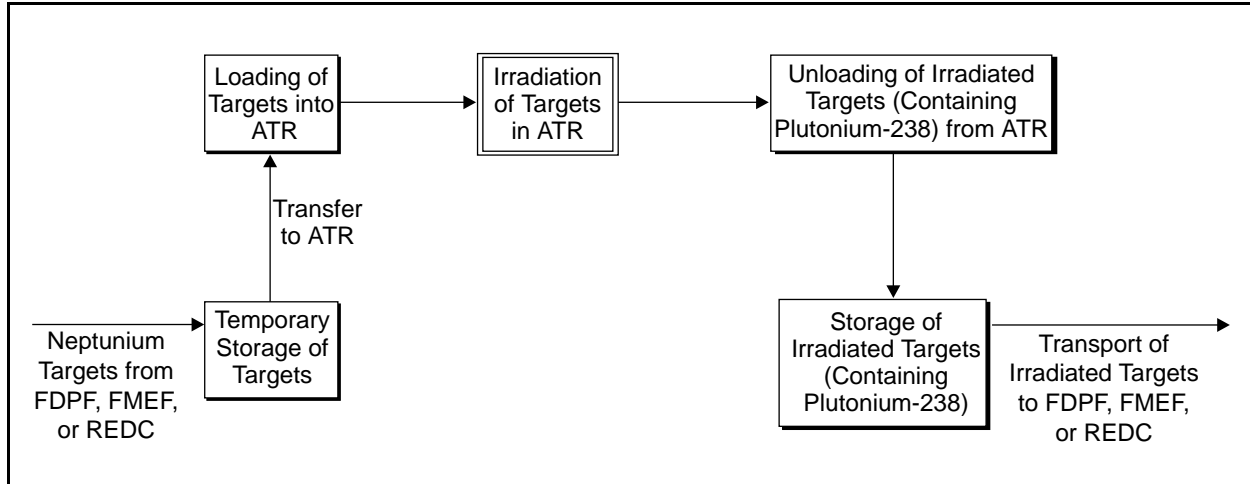 Loading of
Targets into
ATR
Irradiation
of Targets
in ATR
Unloading of Irradiated
Targets (Containing
Plutonium-238) from ATR
Transfer
to ATR
Neptunium
Targets from
FDPF, FMEF,
or REDC
Temporary
Storage of
Targets
Storage of
Irradiated Targets
(Containing
Plutonium-238)
Transport of
Irradiated Targets
to FDPF, FMEF,
or REDC